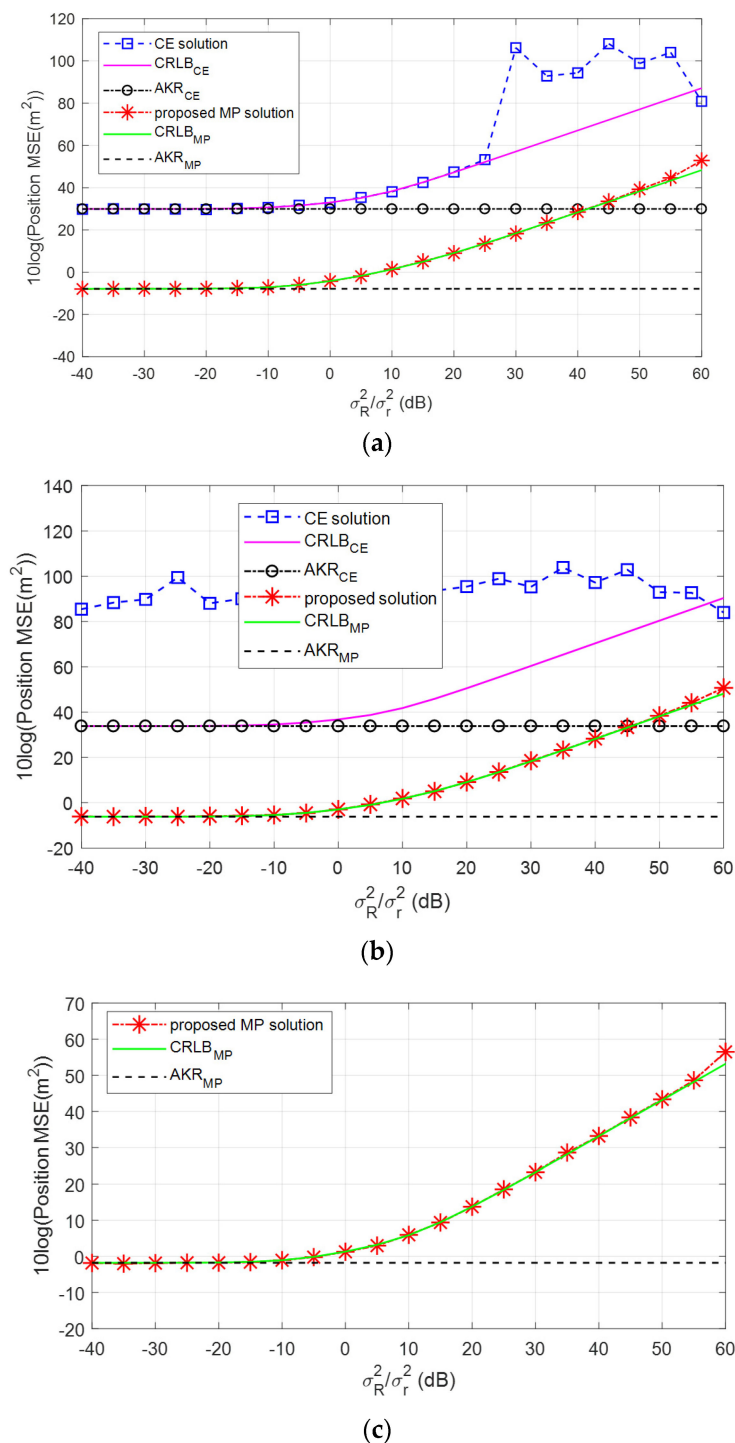 120
100
80
60
40
20
0
-20
-40
10log(Position MSE(m²))
CE solution
CRLB_CE
AKR_CE
proposed MP solution
CRLB_MP
AKR_MP
-40 -30 -20 -10 0 10 20 30 40 50 60
σ_R²/σ_r² (dB)
(a)
140
120
100
80
60
40
20
0
-20
10log(Position MSE(m²))
CE solution
CRLB_CE
AKR_CE
proposed solution
CRLB_MP
AKR_MP
-40 -30 -20 -10 0 10 20 30 40 50 60
σ_R²/σ_r² (dB)
(b)
70
60
50
40
30
20
10
0
-10
-20
10log(Position MSE(m²))
proposed MP solution
CRLB_MP
AKR_MP
-40 -30 -20 -10 0 10 20 30 40 50 60
σ_R²/σ_r² (dB)
(c)